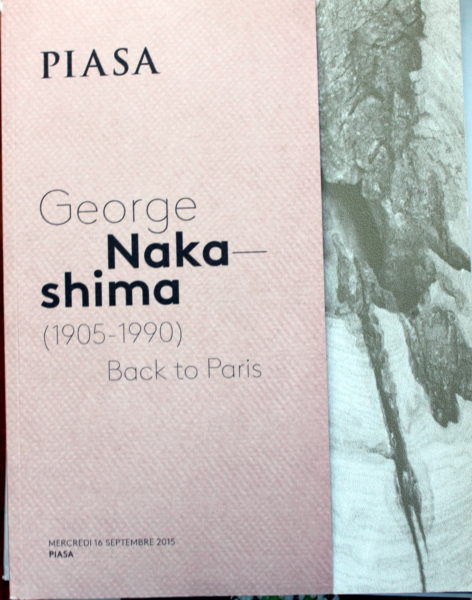 PIASA
George
Naka—
shima
(1905-1990)
Back to Paris
MERCREDI 16 SEPTEMBRE 2015
PIASA